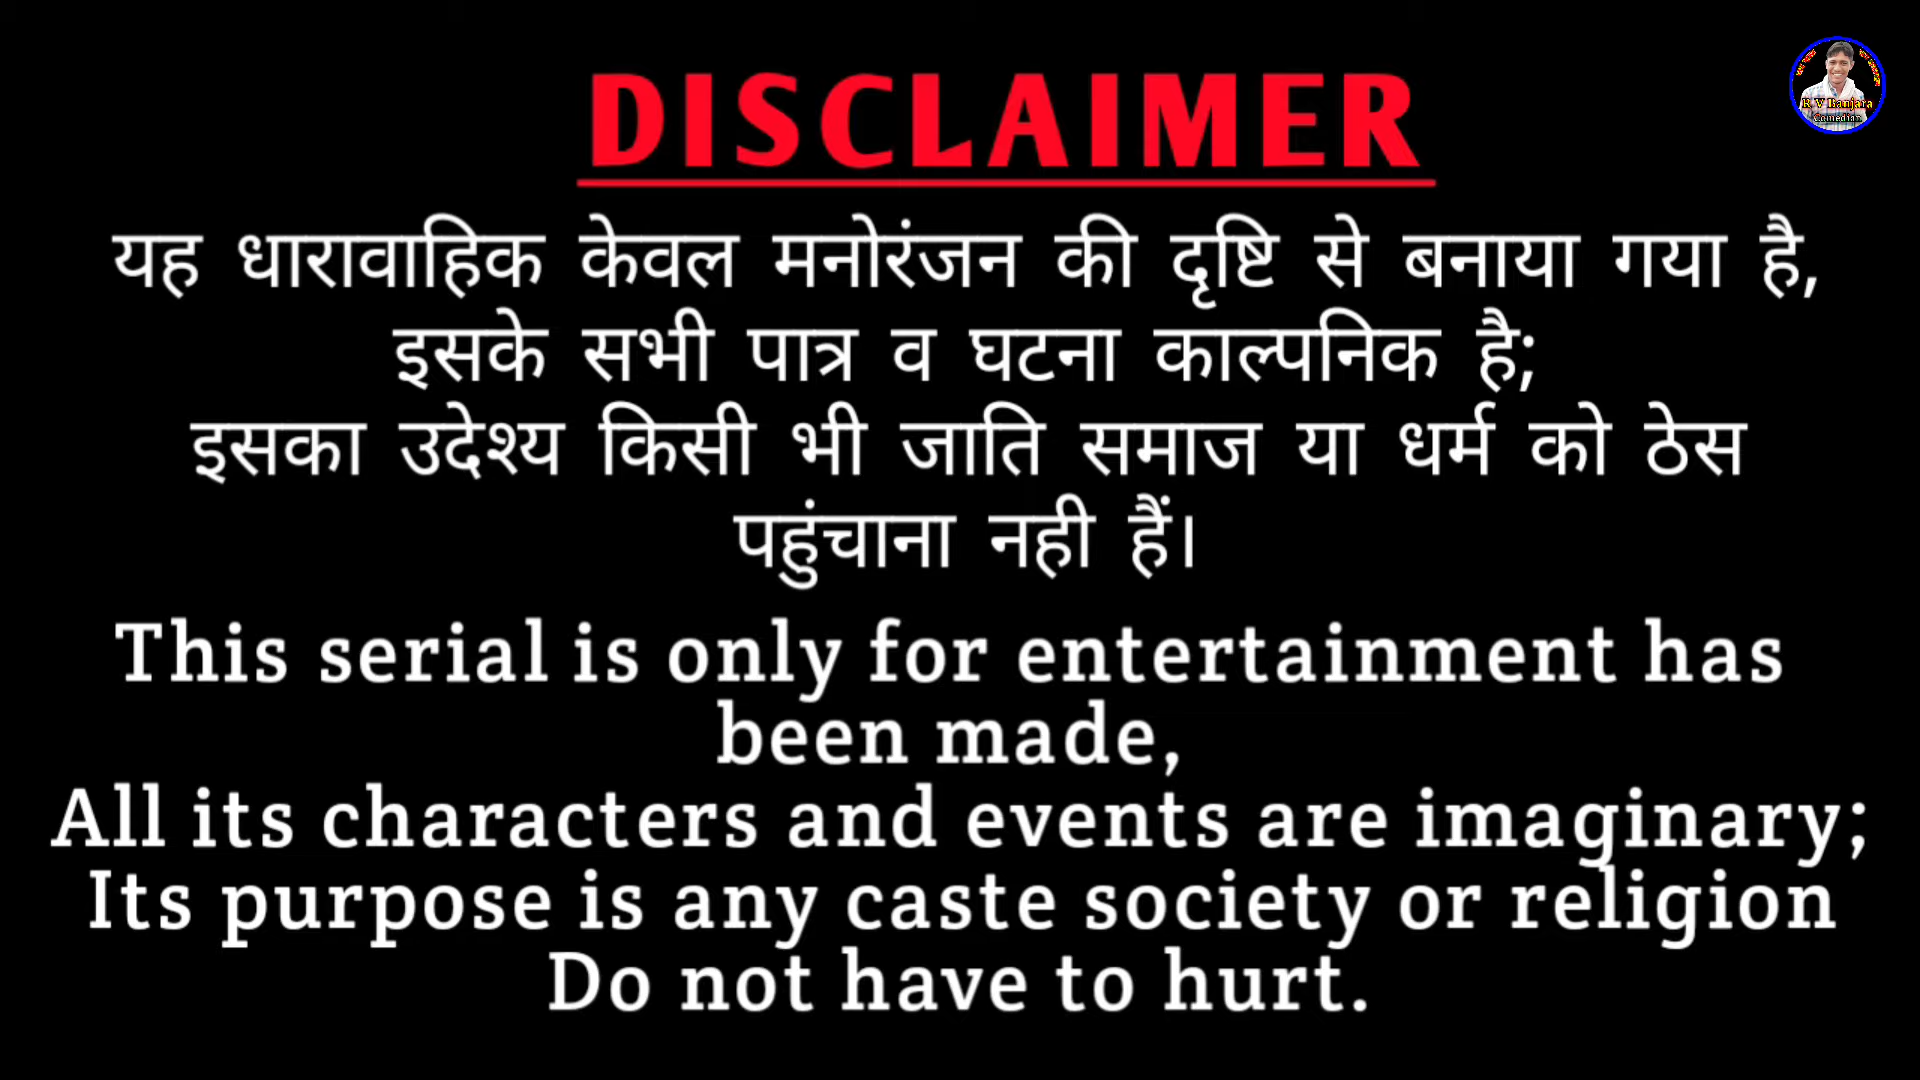 DISCLAIMER
यह धारावाहिक केवल मनोरंजन की दृष्टि से बनाया गया है,
इसके सभी पात्र व घटना काल्पनिक है;
इसका उदेश्य किसी भी जाति समाज या धर्म को ठेस
पहुंचाना नही हैं।
This serial is only for entertainment has
been made,
All its characters and events are imaginary;
Its purpose is any caste society or religion
Do not have to hurt.
R V Banjara
Comedian